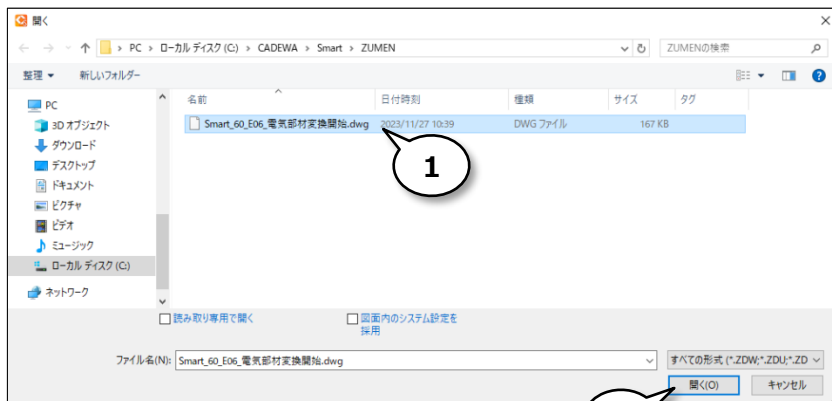 開く
PC › ローカル ディスク (C:) › CADEWA › Smart › ZUMEN
ZUMENの検索
整理 新しいフォルダー
名前 日付時刻 種類 サイズ タグ
Smart_60_E06_電気部材変換開始.dwg 2023/11/27 10:39 DWG ファイル 167 KB
1
PC
3D オブジェクト
ダウンロード
デスクトップ
ドキュメント
ピクチャ
ビデオ
ミュージック
ローカル ディスク (C:)
ネットワーク
読み取り専用で開く
図面内のシステム設定を
採用
ファイル名(N): Smart_60_E06_電気部材変換開始.dwg
すべての形式 (*.ZDW;*.ZDU;*.ZD
開く(O) キャンセル